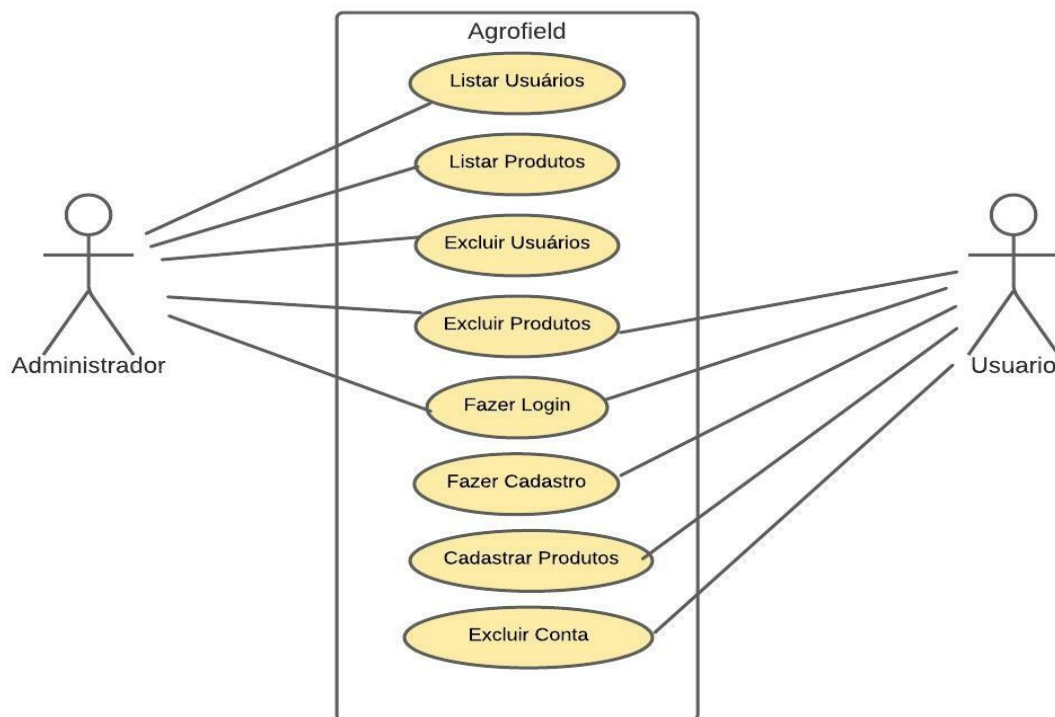 Agrofield
Listar Usuários
Listar Produtos
Excluir Usuários
Excluir Produtos
Administrador
Usuario
Fazer Login
Fazer Cadastro
Cadastrar Produtos
Excluir Conta